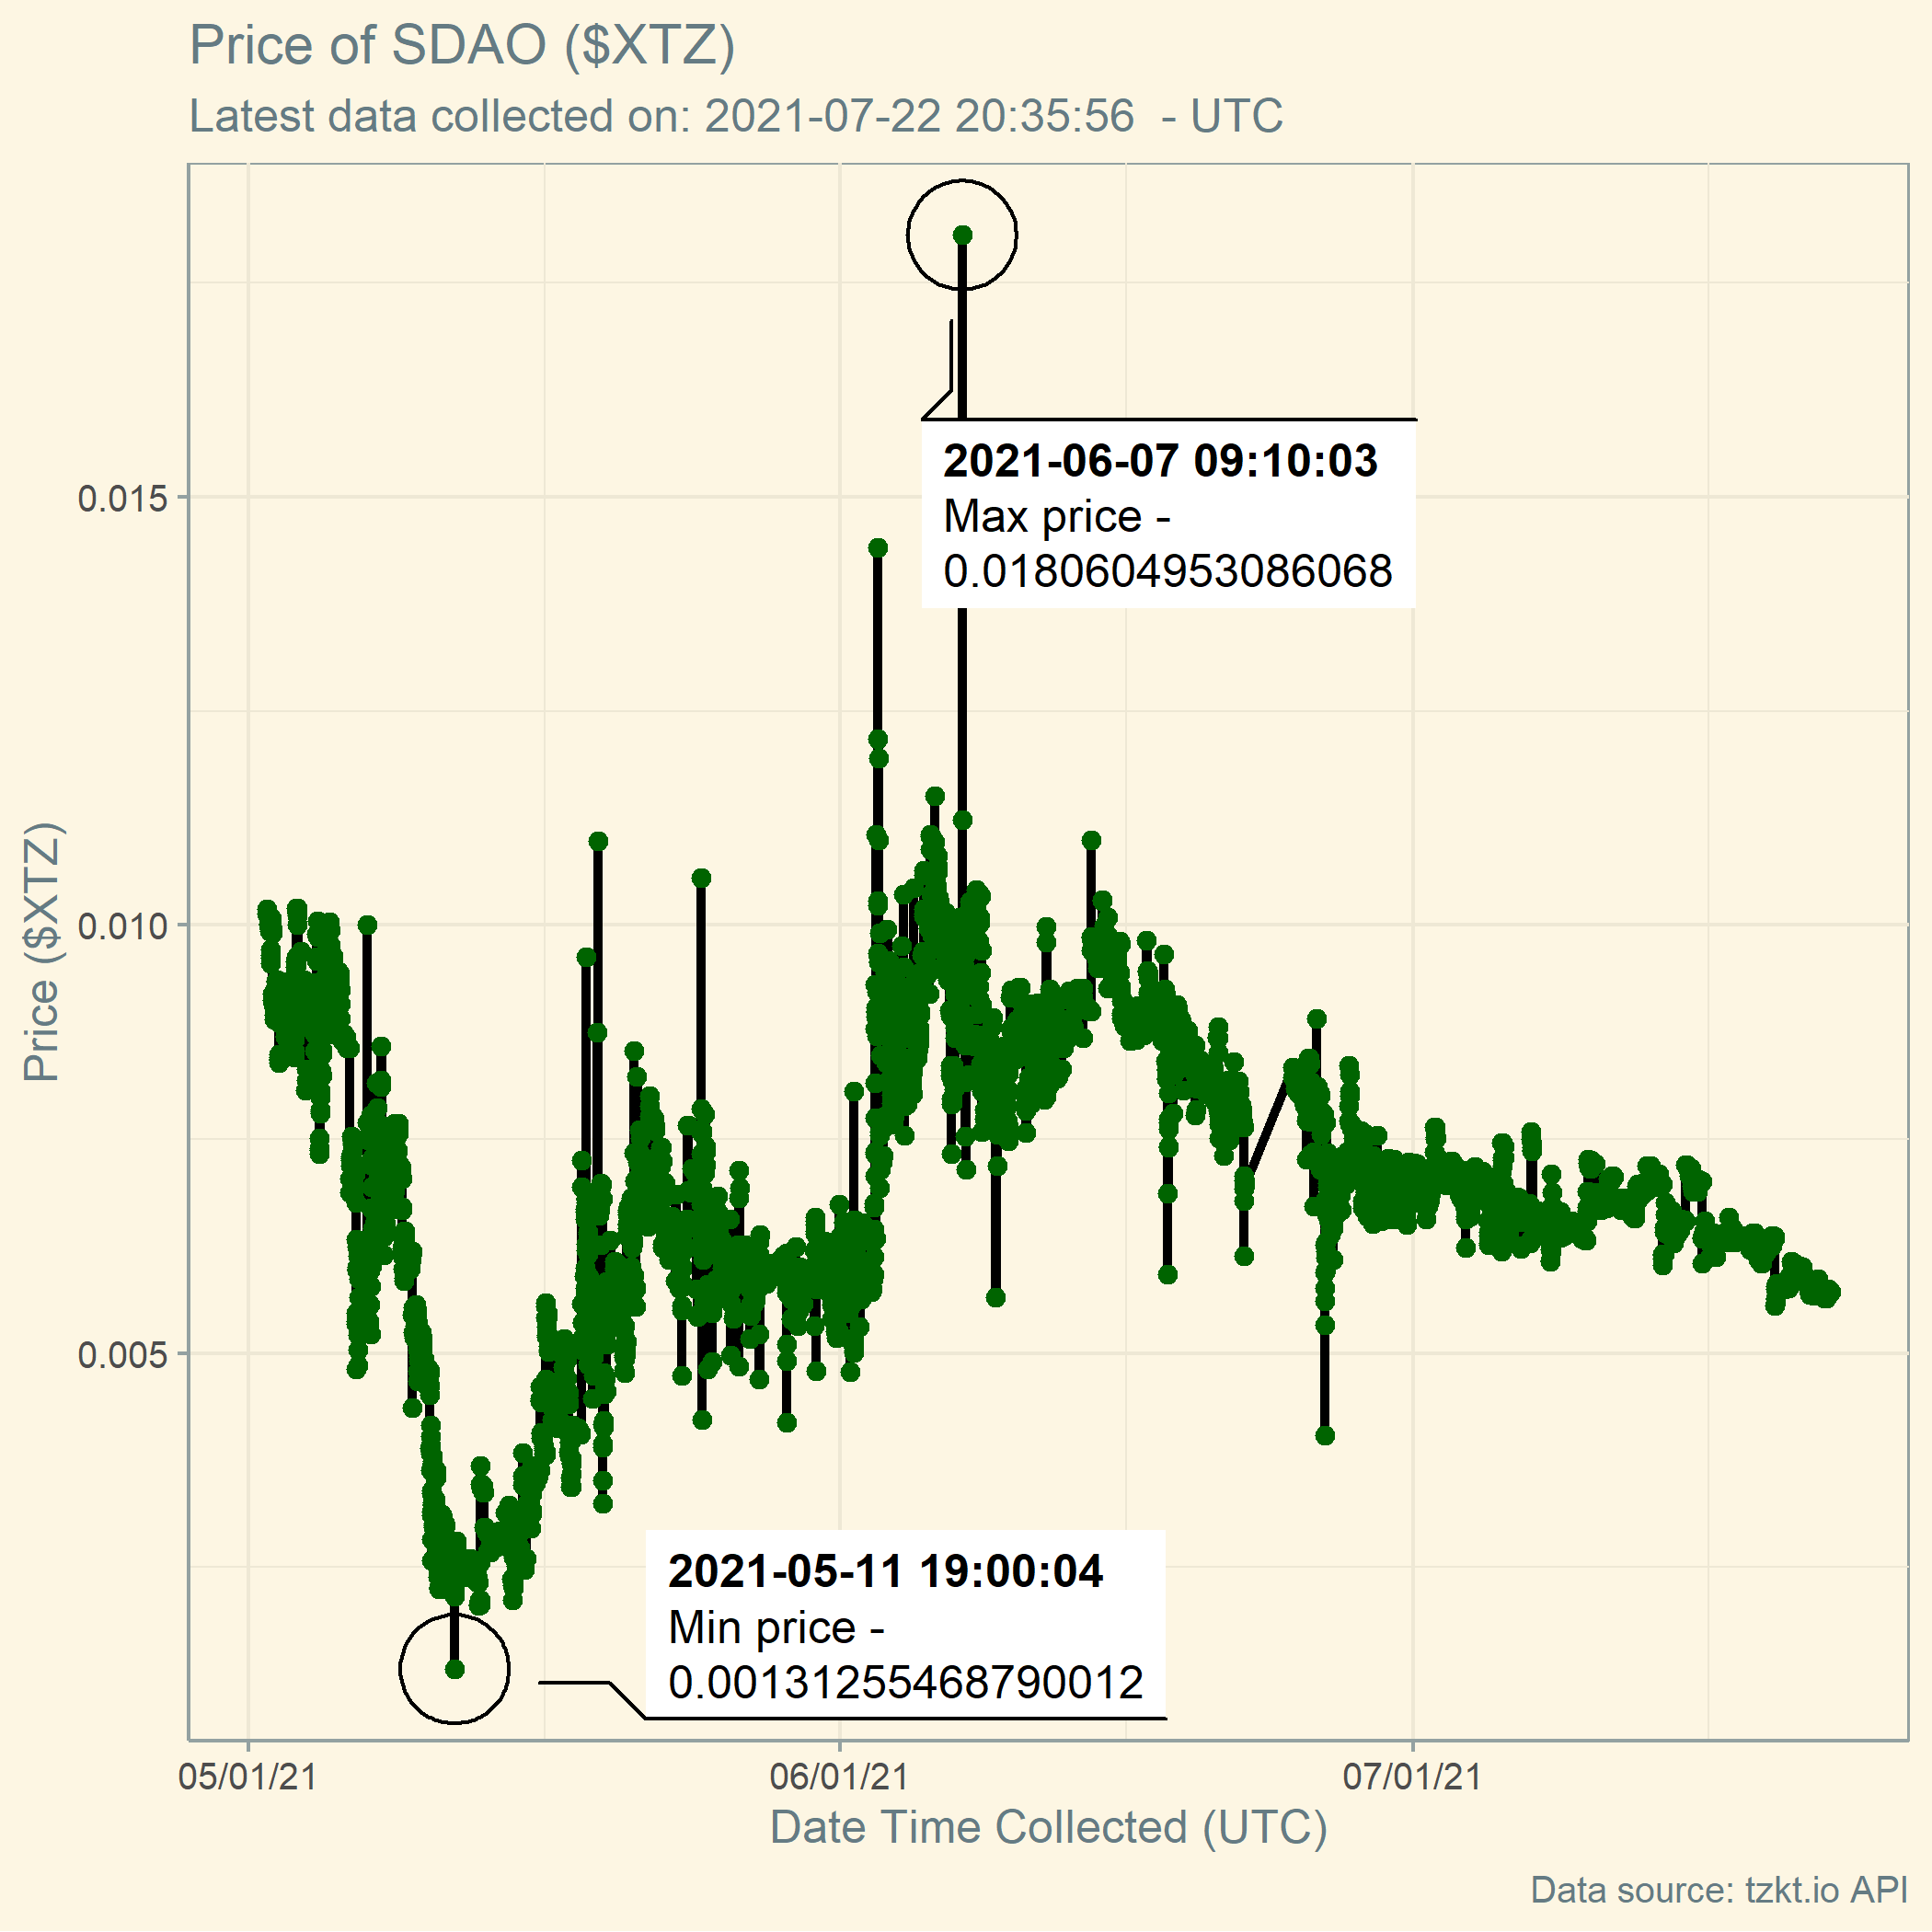 Price of SDAO ($XTZ)
Latest data collected on: 2021-07-22 20:35:56  - UTC
2021-06-07 09:10:03
Max price -
0.0180604953086068
0.015
0.010
0.005
Price ($XTZ)
2021-05-11 19:00:04
Min price -
0.00131255468790012
05/01/21
06/01/21
07/01/21
Date Time Collected (UTC)
Data source: tzkt.io API